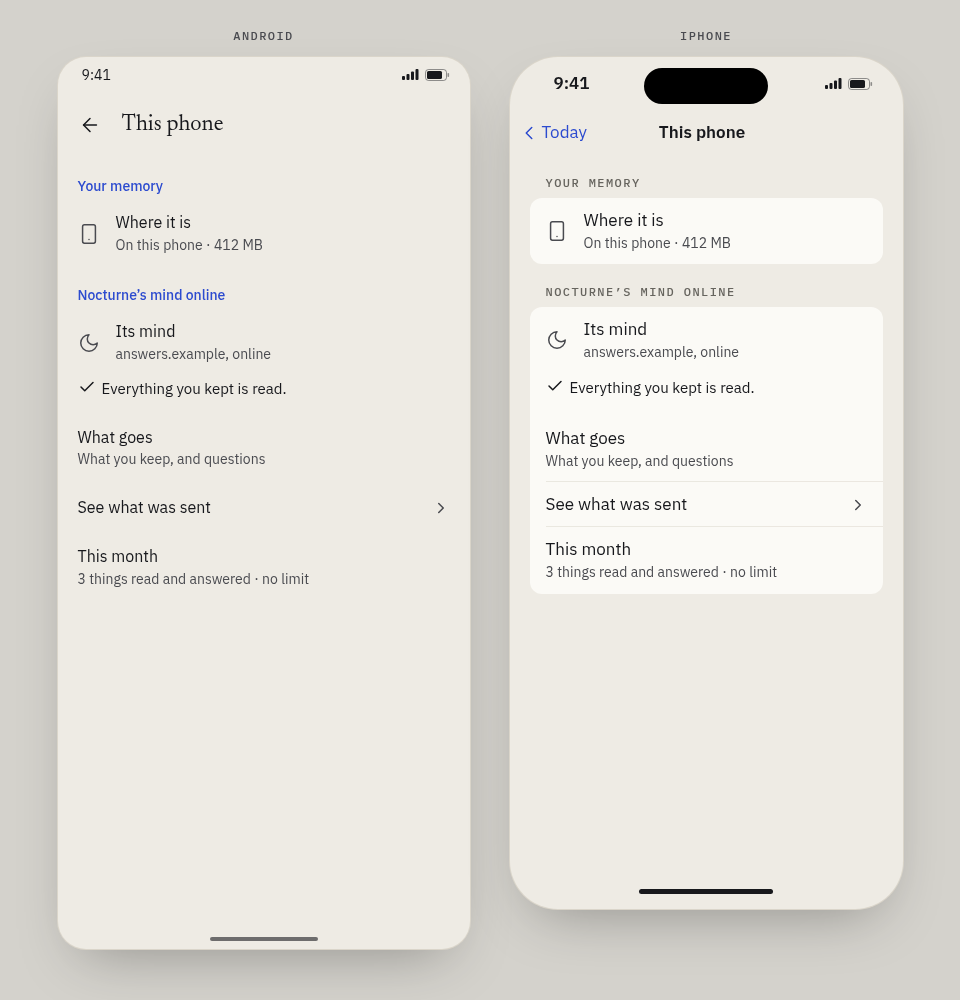 ANDROID
9:41
This phone
Your memory
Where it is
On this phone · 412 MB
Nocturne’s mind online
Its mind
answers.example, online
Everything you kept is read.
What goes
What you keep, and questions
See what was sent
This month
3 things read and answered · no limit
IPHONE
9:41
Today
This phone
YOUR MEMORY
Where it is
On this phone · 412 MB
NOCTURNE’S MIND ONLINE
Its mind
answers.example, online
Everything you kept is read.
What goes
What you keep, and questions
See what was sent
This month
3 things read and answered · no limit